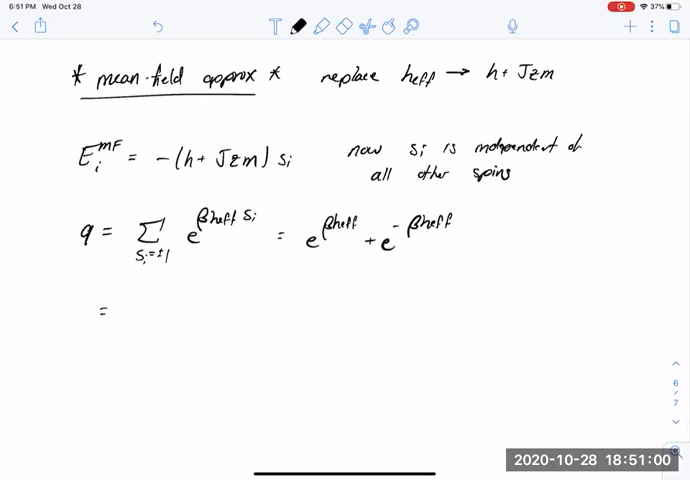 6:51 PM Wed Oct 28
37%
* mean-field approx * replace heff → h + Jzm
E_i^MF = -(h + Jzm) s_i now s_i is independent of
all other spins
q = Σ_{s_i=±1} e^{βheff s_i} = e^{βheff} + e^{-βheff}
=
6
/
7
2020-10-28 18:51:00